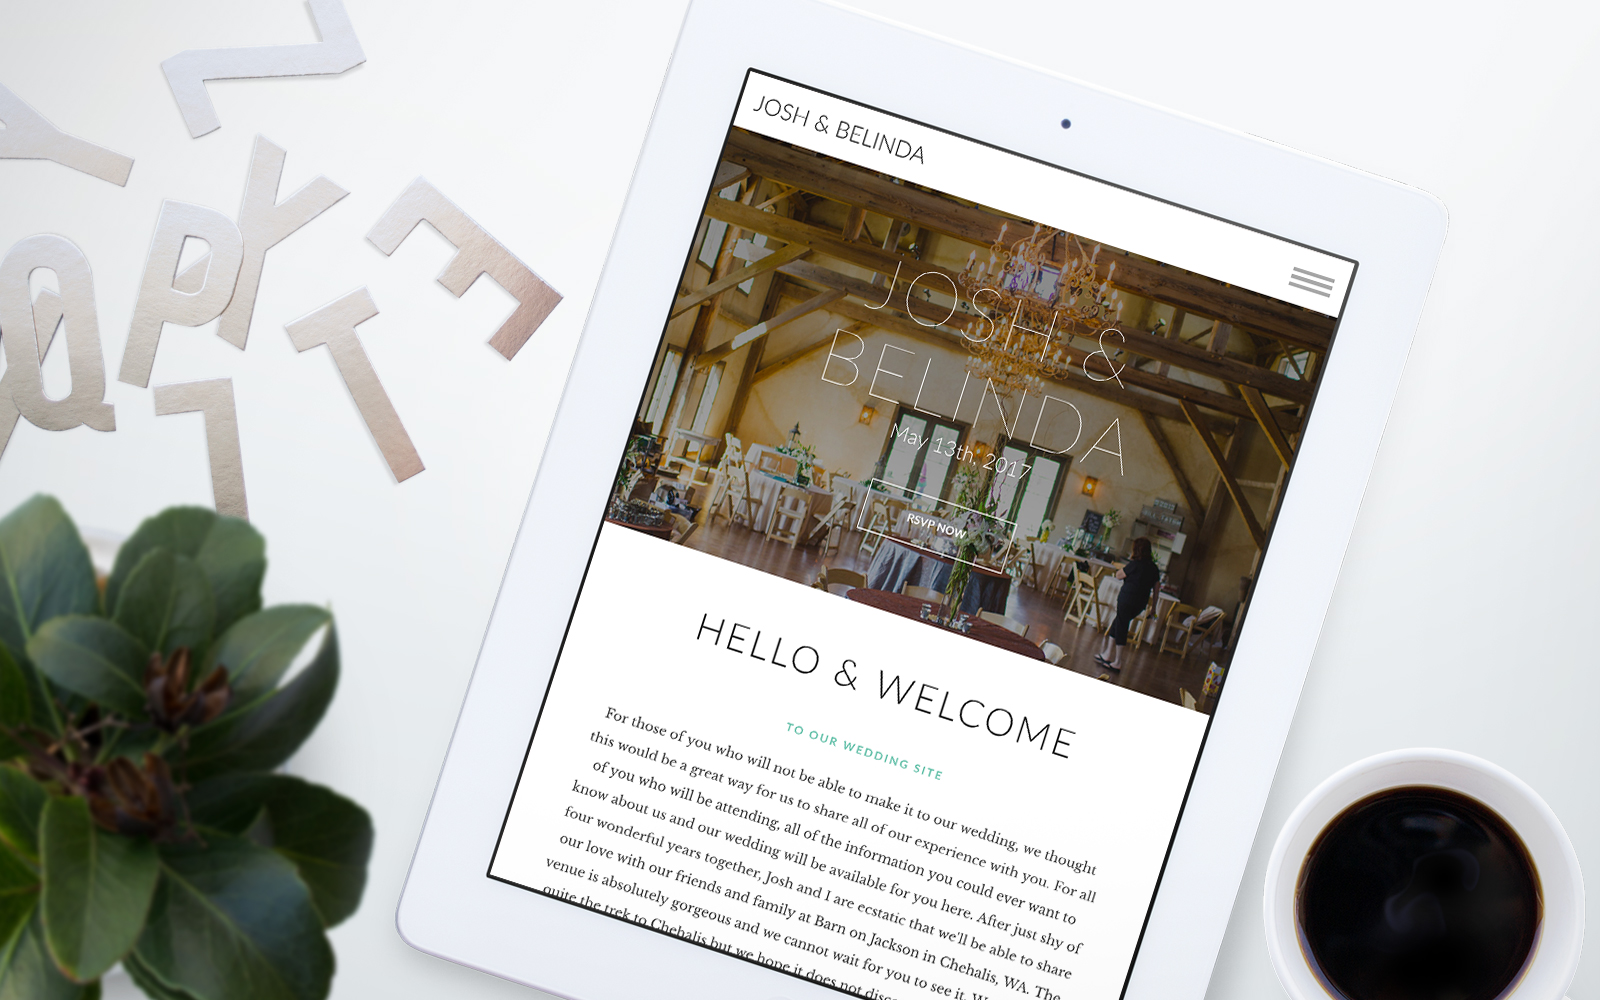 JOSH & BELINDA
JOSH &
BELINDA
May 13th, 2017
RSVP NOW
HELLO & WELCOME
TO OUR WEDDING SITE
For those of you who will not be able to make it to our wedding, we thought
this would be a great way for us to share all of our experience with you. For all
of you who will be attending, all of the information you could ever want to
know about us and our wedding will be available for you here. After just shy of
four wonderful years together, Josh and I are ecstatic that we'll be able to share
our love with our friends and family at Barn on Jackson in Chehalis, WA. The
venue is absolutely gorgeous and we cannot wait for you to see it.
quite the trek to Chehalis but we hope it does not
Z
Y
Y
P
E
Q
T
7